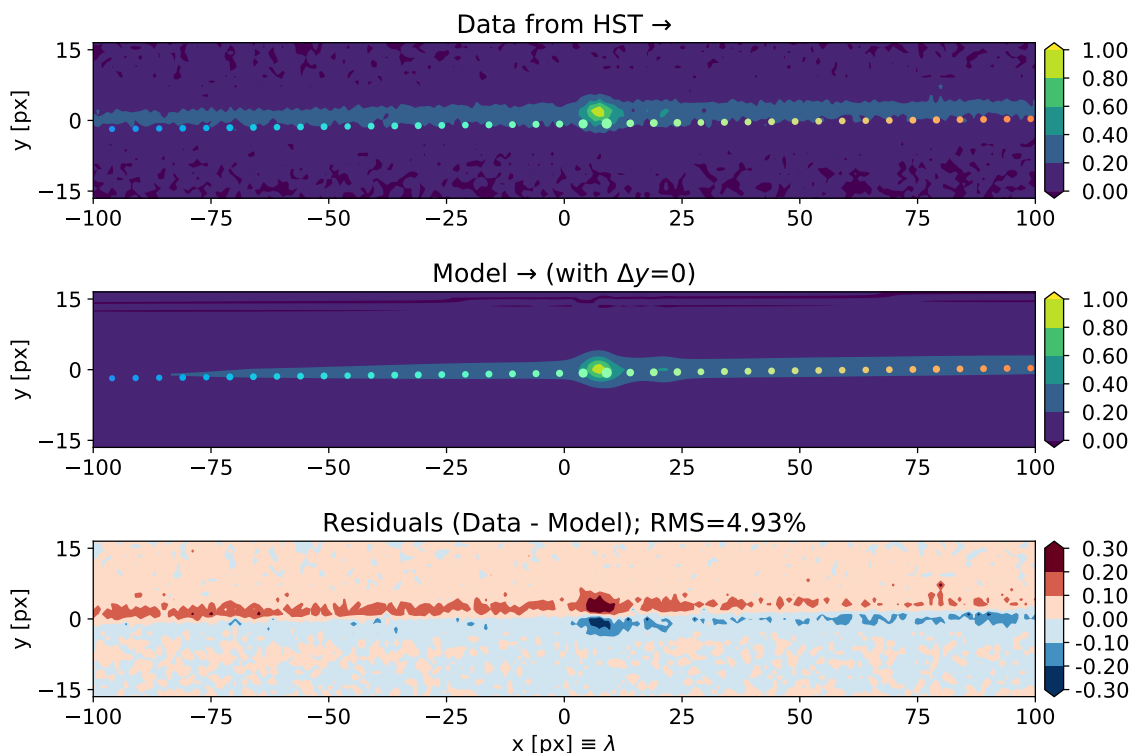 Data from HST →
15
0
−15
y [px]
−100 −75 −50 −25 0 25 50 75 100
1.00
0.80
0.60
0.40
0.20
0.00
Model → (with Δy=0)
15
0
−15
y [px]
−100 −75 −50 −25 0 25 50 75 100
1.00
0.80
0.60
0.40
0.20
0.00
Residuals (Data - Model); RMS=4.93%
15
0
−15
y [px]
−100 −75 −50 −25 0 25 50 75 100
x [px] ≡ λ
0.30
0.20
0.10
0.00
-0.10
-0.20
-0.30